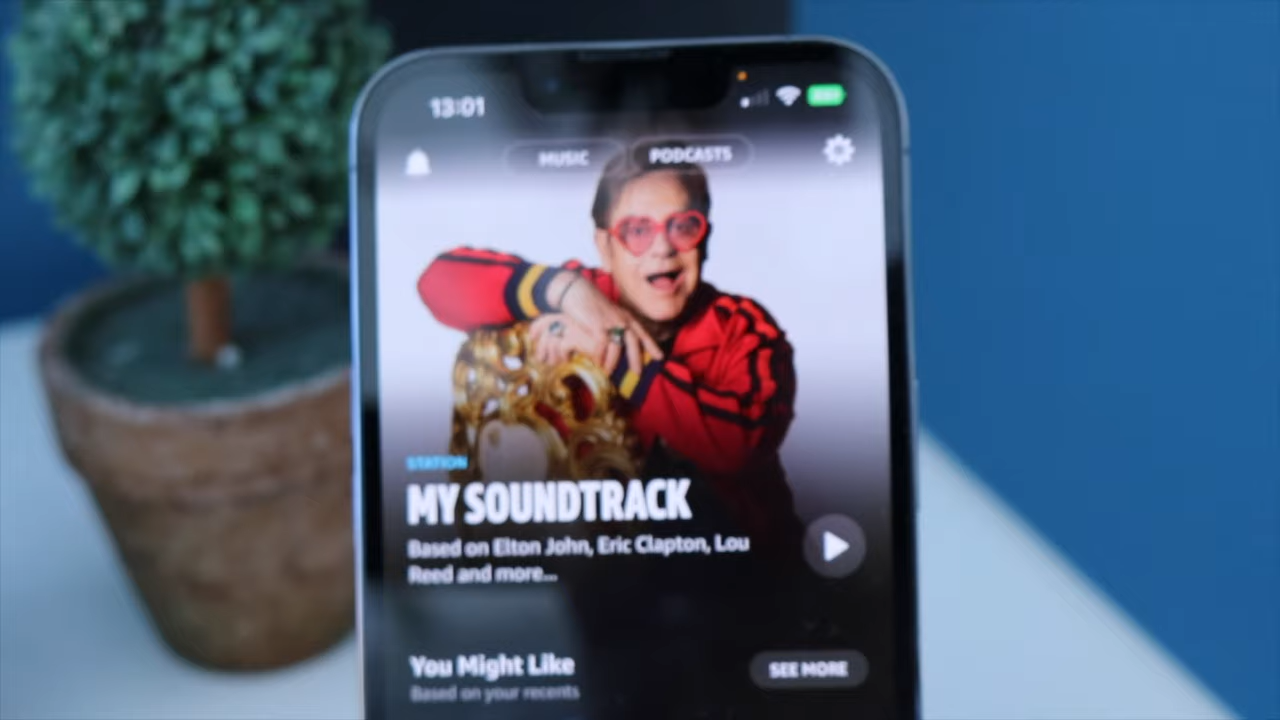 13:01
MUSIC PODCASTS
STATION
MY SOUNDTRACK
Based on Elton John, Eric Clapton, Lou
Reed and more...
You Might Like
SEE MORE
Based on your recents